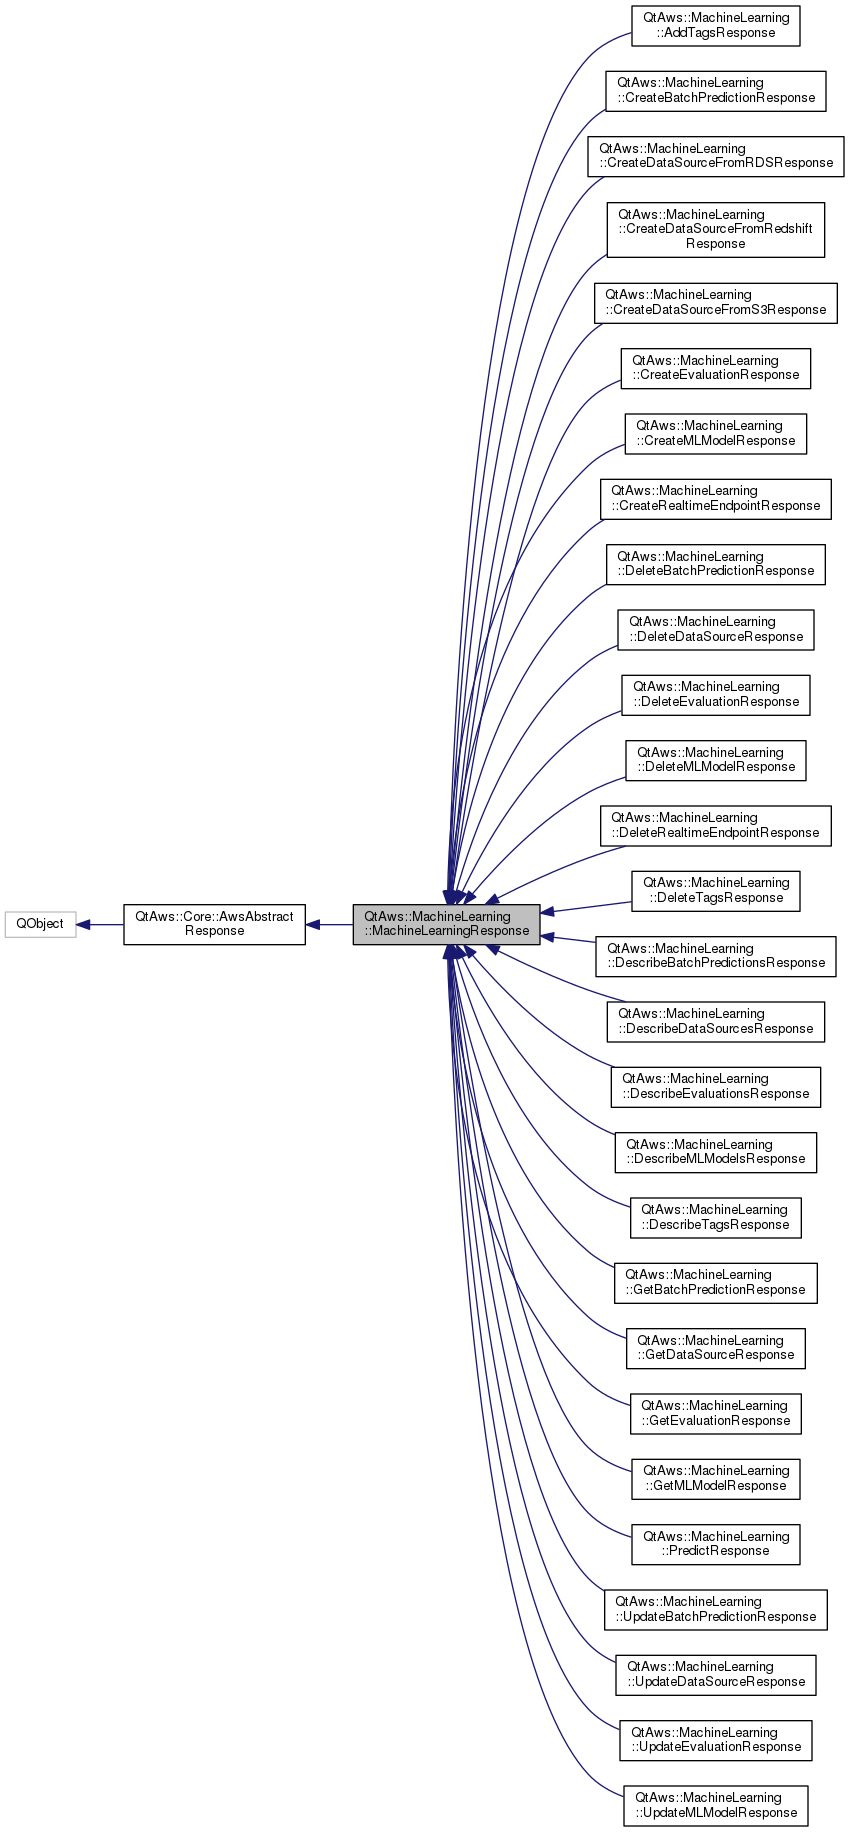 QtAws::MachineLearning
::AddTagsResponse
QtAws::MachineLearning
::CreateBatchPredictionResponse
QtAws::MachineLearning
::CreateDataSourceFromRDSResponse
QtAws::MachineLearning
::CreateDataSourceFromRedshift
Response
QtAws::MachineLearning
::CreateDataSourceFromS3Response
QtAws::MachineLearning
::CreateEvaluationResponse
QtAws::MachineLearning
::CreateMLModelResponse
QtAws::MachineLearning
::CreateRealtimeEndpointResponse
QtAws::MachineLearning
::DeleteBatchPredictionResponse
QtAws::MachineLearning
::DeleteDataSourceResponse
QtAws::MachineLearning
::DeleteEvaluationResponse
QtAws::MachineLearning
::DeleteMLModelResponse
QtAws::MachineLearning
::DeleteRealtimeEndpointResponse
QtAws::MachineLearning
::DeleteTagsResponse
QObject
QtAws::Core::AwsAbstract
Response
QtAws::MachineLearning
::MachineLearningResponse
QtAws::MachineLearning
::DescribeBatchPredictionsResponse
QtAws::MachineLearning
::DescribeDataSourcesResponse
QtAws::MachineLearning
::DescribeEvaluationsResponse
QtAws::MachineLearning
::DescribeMLModelsResponse
QtAws::MachineLearning
::DescribeTagsResponse
QtAws::MachineLearning
::GetBatchPredictionResponse
QtAws::MachineLearning
::GetDataSourceResponse
QtAws::MachineLearning
::GetEvaluationResponse
QtAws::MachineLearning
::GetMLModelResponse
QtAws::MachineLearning
::PredictResponse
QtAws::MachineLearning
::UpdateBatchPredictionResponse
QtAws::MachineLearning
::UpdateDataSourceResponse
QtAws::MachineLearning
::UpdateEvaluationResponse
QtAws::MachineLearning
::UpdateMLModelResponse